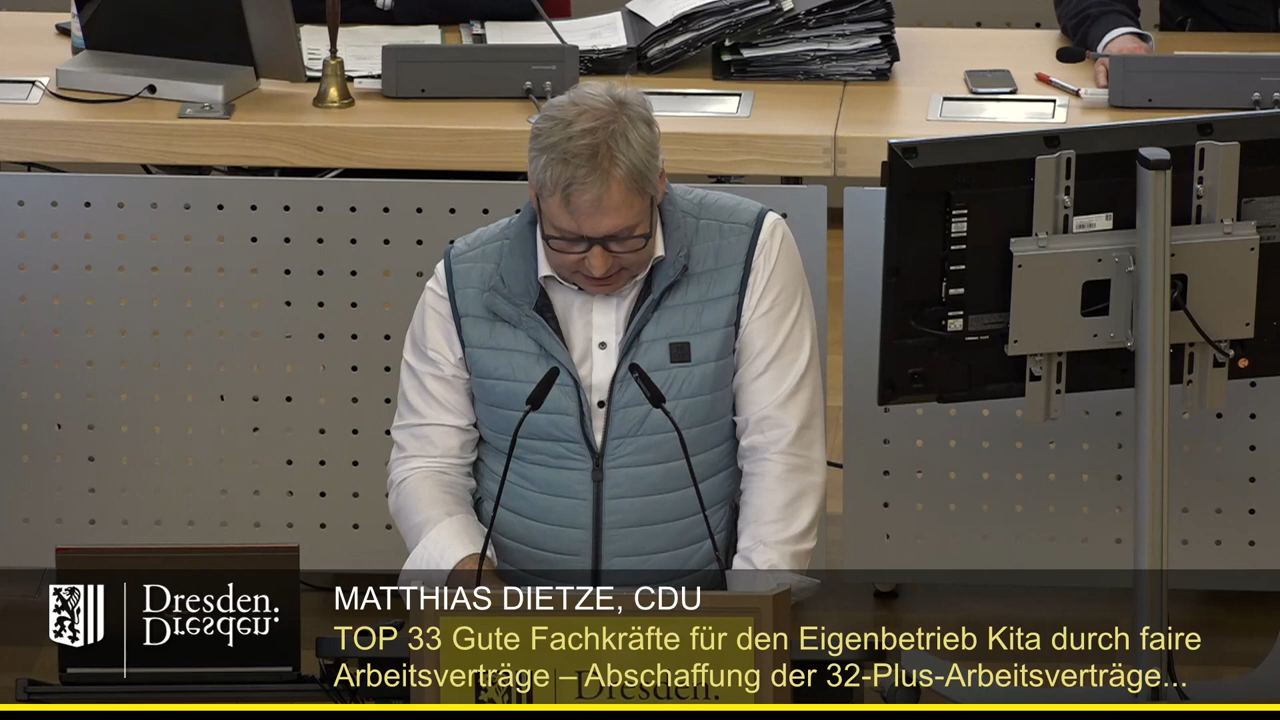 MATTHIAS DIETZE, CDU
TOP 33 Gute Fachkräfte für den Eigenbetrieb Kita durch faire
Arbeitsverträge – Abschaffung der 32-Plus-Arbeitsverträge...
Dresden.
Dresden.
Dresden.